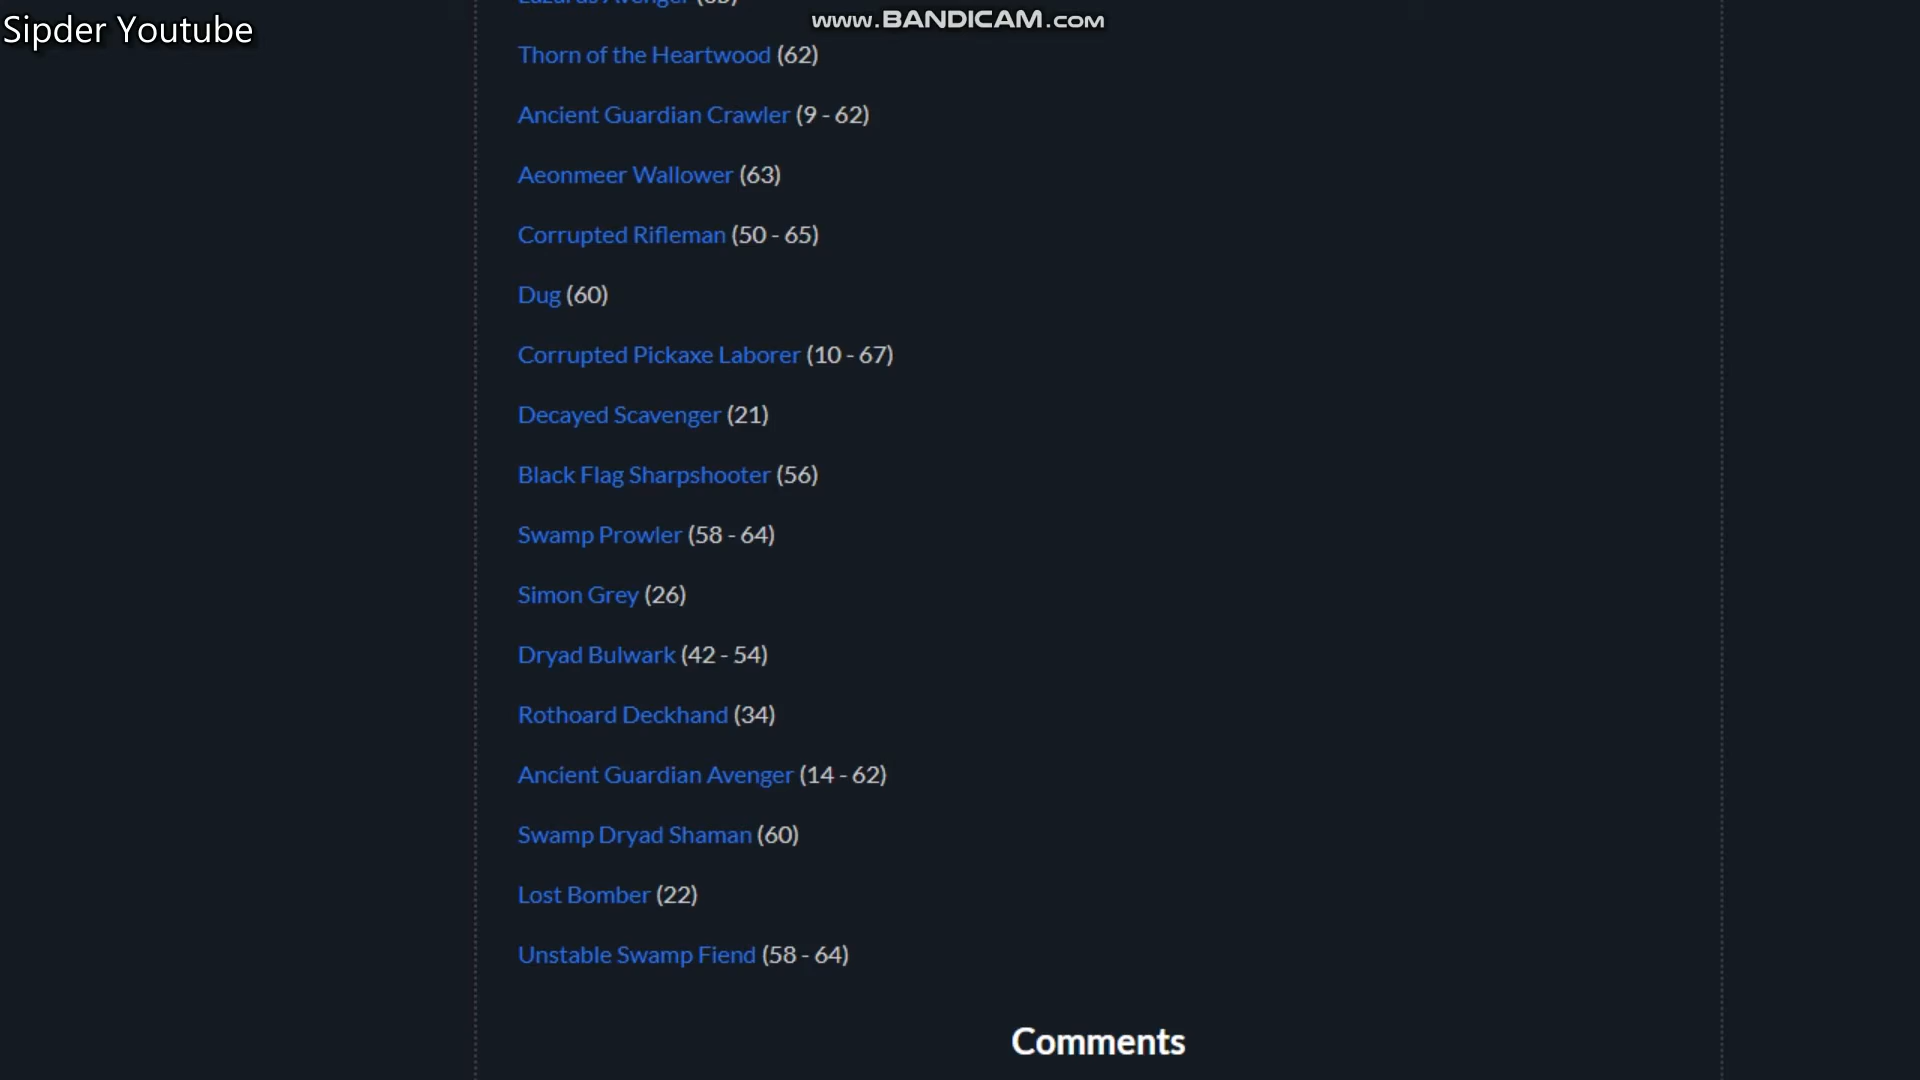 Sipder Youtube
www.BANDICAM.com
Thorn of the Heartwood (62)
Ancient Guardian Crawler (9 - 62)
Aeonmeer Wallower (63)
Corrupted Rifleman (50 - 65)
Dug (60)
Corrupted Pickaxe Laborer (10 - 67)
Decayed Scavenger (21)
Black Flag Sharpshooter (56)
Swamp Prowler (58 - 64)
Simon Grey (26)
Dryad Bulwark (42 - 54)
Rothoard Deckhand (34)
Ancient Guardian Avenger (14 - 62)
Swamp Dryad Shaman (60)
Lost Bomber (22)
Unstable Swamp Fiend (58 - 64)
Comments